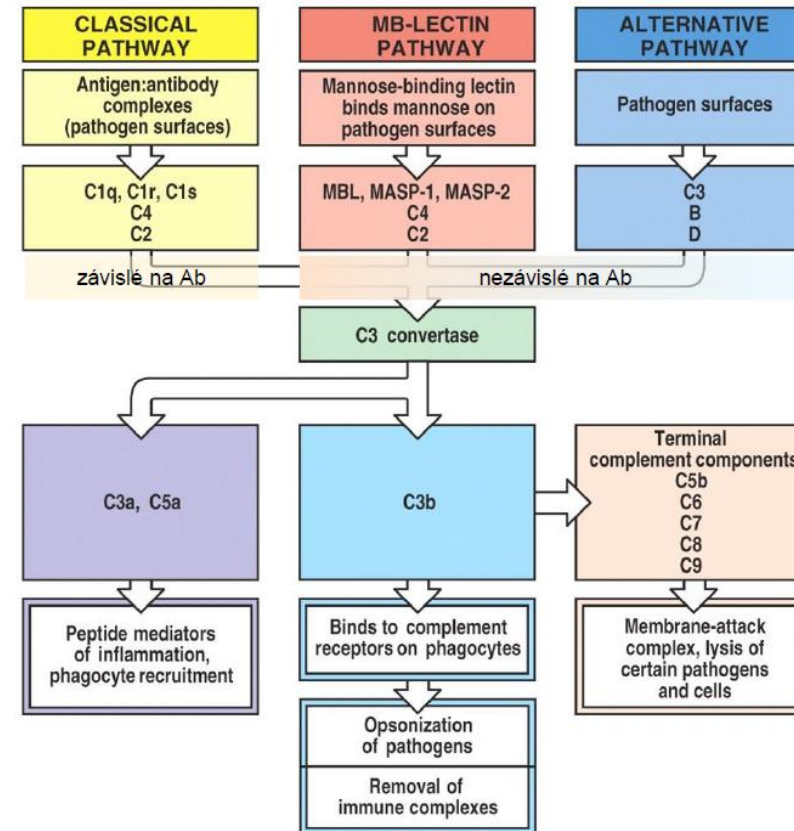 CLASSICAL
PATHWAY
MB-LECTIN
PATHWAY
ALTERNATIVE
PATHWAY
Antigen:antibody
complexes
(pathogen surfaces)
Mannose-binding lectin
binds mannose on
pathogen surfaces
Pathogen surfaces
C1q, C1r, C1s
C4
C2
MBL, MASP-1, MASP-2
C4
C2
C3
B
D
závislé na Ab
nezávislé na Ab
C3 convertase
C3a, C5a
C3b
Terminal
complement components
C5b
C6
C7
C8
C9
Peptide mediators
of inflammation,
phagocyte recruitment
Binds to complement
receptors on phagocytes
Membrane-attack
complex, lysis of
certain pathogens
and cells
Opsonization
of pathogens
Removal of
immune complexes